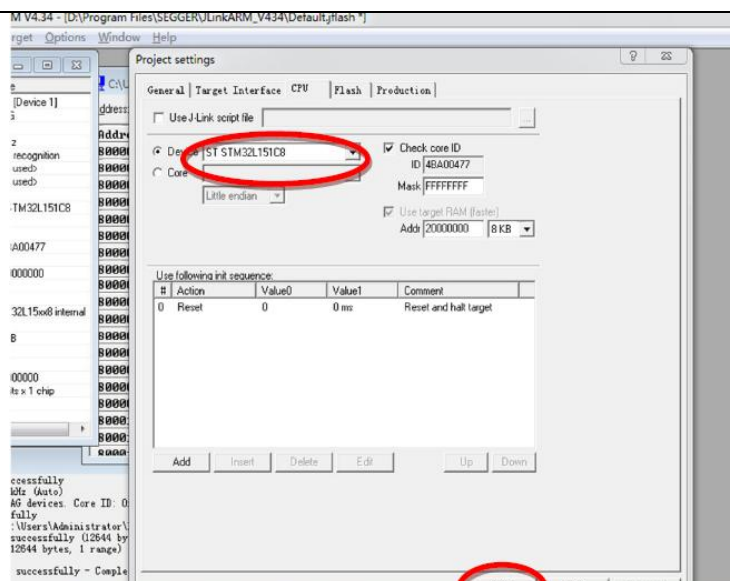 M V4.34 - [D:\Program Files\SEGGER\JLinkARM_V434\Default.jflash *]
rget Options Window Help
Project settings
General Target Interface CPU Flash Production
[Device 1]
Use J-Link script file
...
Device ST STM32L151C8
Check core ID
recognition
ID 4BA00477
used>
Core
used>
Mask FFFFFFFF
Little endian
TM32L151C8
Use target RAM (faster)
Addr 20000000 8 KB
A00477
000000
Use following init sequence:
# Action Value0 Value1 Comment
0 Reset 0 0 ms Reset and halt target
32L15xx8 internal
B
00000
its x 1 chip
Add Insert Delete Edit Up Down
ccessfully
kHz (Auto)
AG devices. Core ID: 0
fully
:\Users\Administrator\
successfully (12644 by
12644 bytes, 1 range)
successfully - Comple